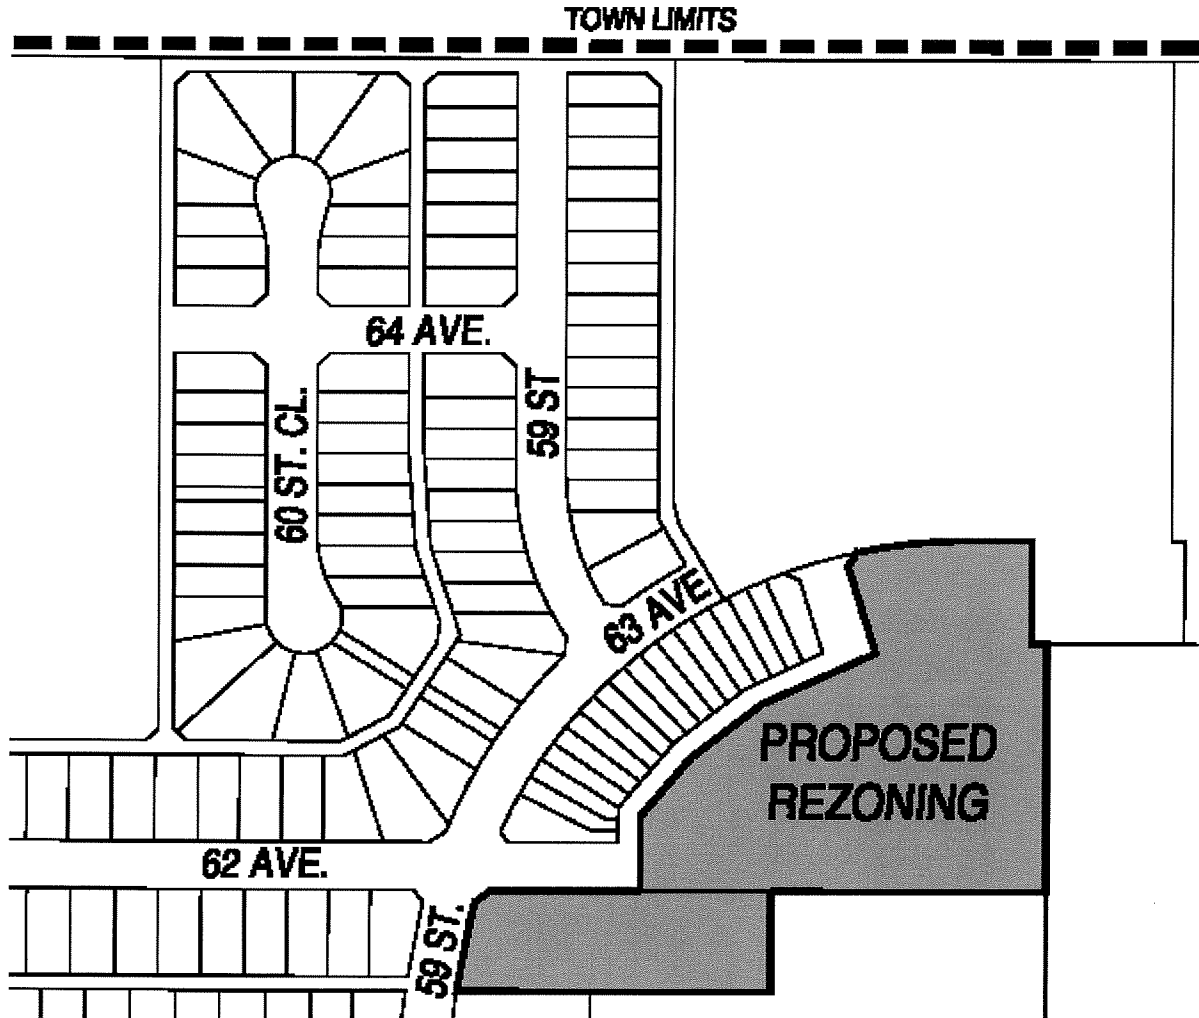 TOWN LIMITS
64 AVE.
59 ST
60 ST. CL.
63 AVE
PROPOSED
REZONING
62 AVE.
59 ST.